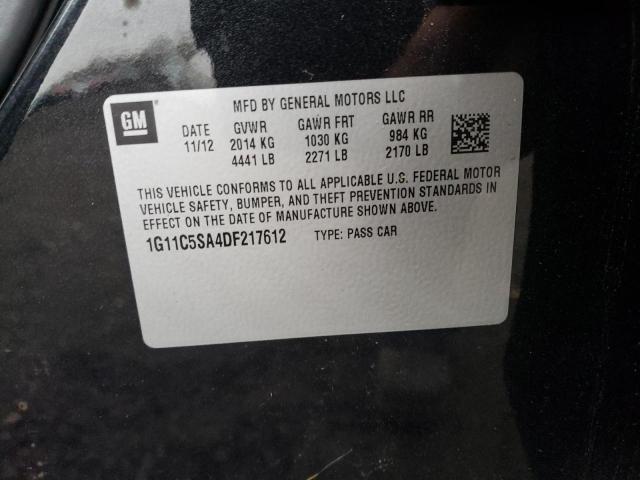 GM
MFD BY GENERAL MOTORS LLC
DATE GVWR GAWR FRT GAWR RR
11/12 2014 KG 1030 KG 984 KG
4441 LB 2271 LB 2170 LB
THIS VEHICLE CONFORMS TO ALL APPLICABLE U.S. FEDERAL MOTOR
VEHICLE SAFETY, BUMPER, AND THEFT PREVENTION STANDARDS IN
EFFECT ON THE DATE OF MANUFACTURE SHOWN ABOVE.
1G11C5SA4DF217612 TYPE: PASS CAR